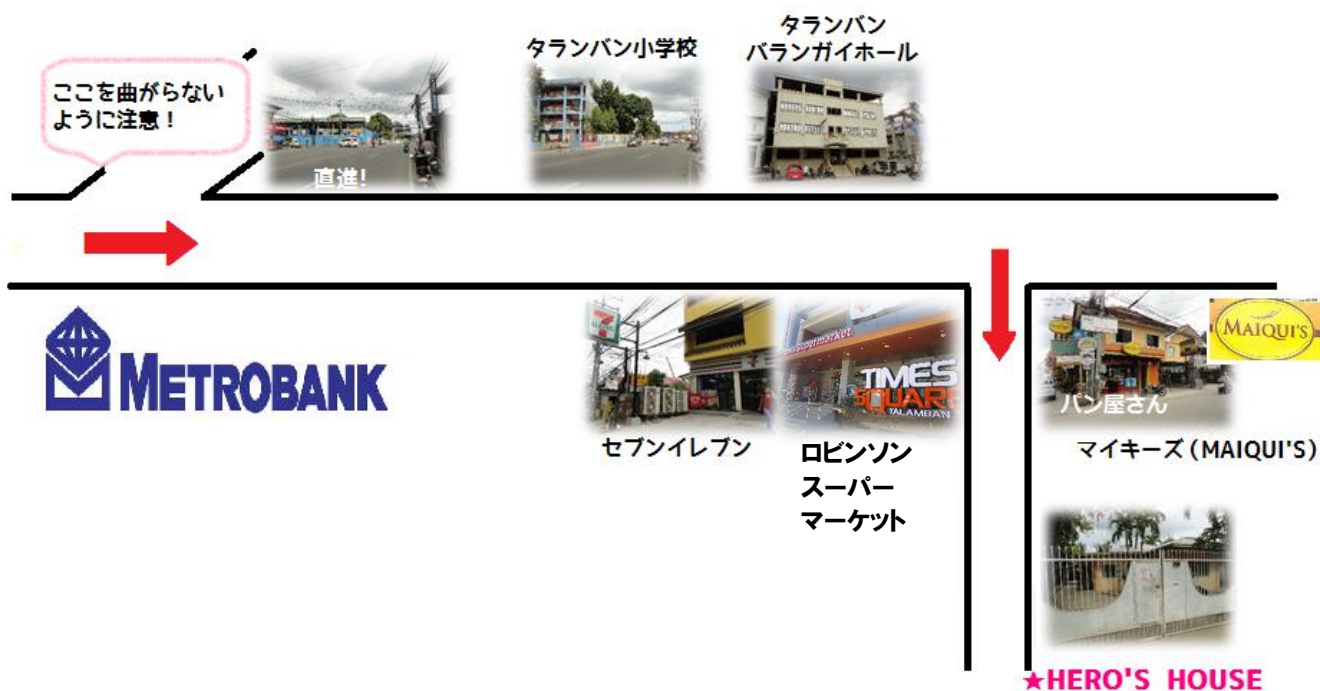 タランバン小学校
タランバン
バランガイホール
ここを曲がらない
ように注意！
直進!
METROBANK
TIMES
SQUARE
TALAMBAN
MAIQUI'S
パン屋さん
セブンイレブン
ロビンソン
スーパー
マーケット
マイキーズ(MAIQUI'S)
★HERO'S HOUSE